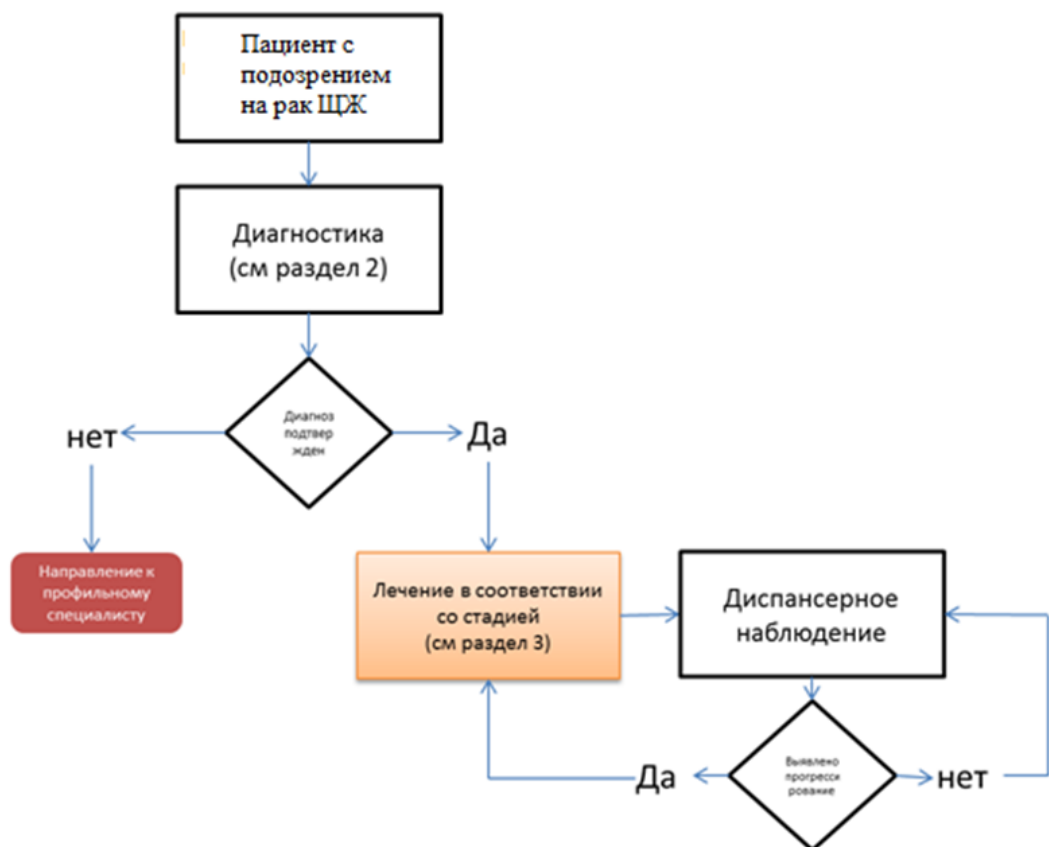 Пациент с
подозрением
на рак ЩЖ
Диагностика
(см раздел 2)
Диагноз
подтвер
жден
нет
Да
Направление к
профильному
специалисту
Лечение в соответствии
со стадией
(см раздел 3)
Диспансерное
наблюдение
Выявлено
прогресси
рование
Да
нет